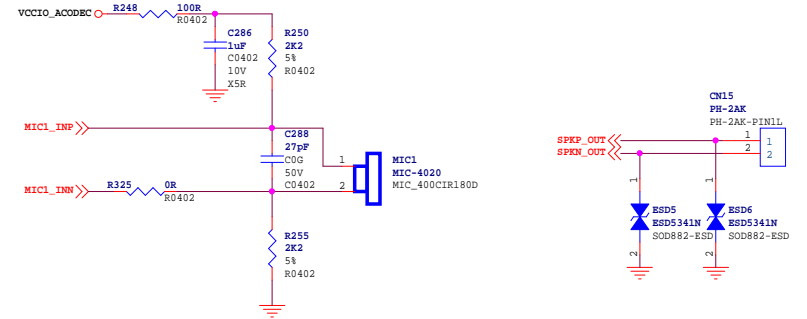 VCCIO_ACODEC
R248
100R
R0402
C286
1uF
C0402
10V
X5R
R250
2K2
5%
R0402
MIC1_INP
C288
27pF
C0G
50V
C0402
1
2
MIC1
MIC-4020
MIC_400CIR180D
MIC1_INN
R325
0R
R0402
R255
2K2
5%
R0402
CN15
PH-2AK
PH-2AK-PIN1L
SPKP_OUT
SPKN_OUT
1
2
1
2
1
1
ESD5
ESD5341N
SOD882-ESD
ESD6
ESD5341N
SOD882-ESD
2
2